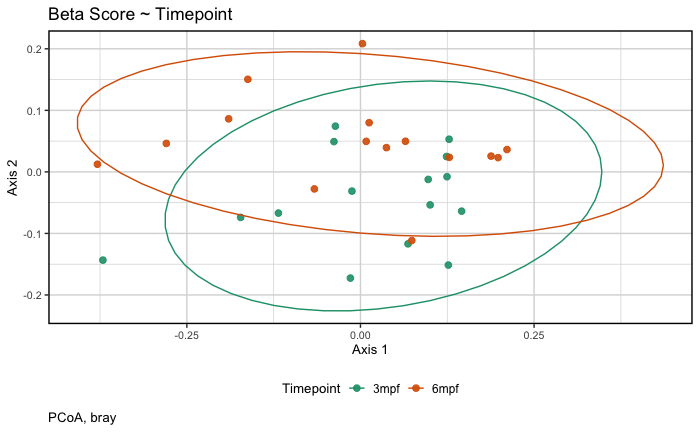 Beta Score ~ Timepoint
0.2
0.1
0.0
-0.1
-0.2
Axis 2
-0.25 0.00 0.25
Axis 1
Timepoint 3mpf 6mpf
PCoA, bray